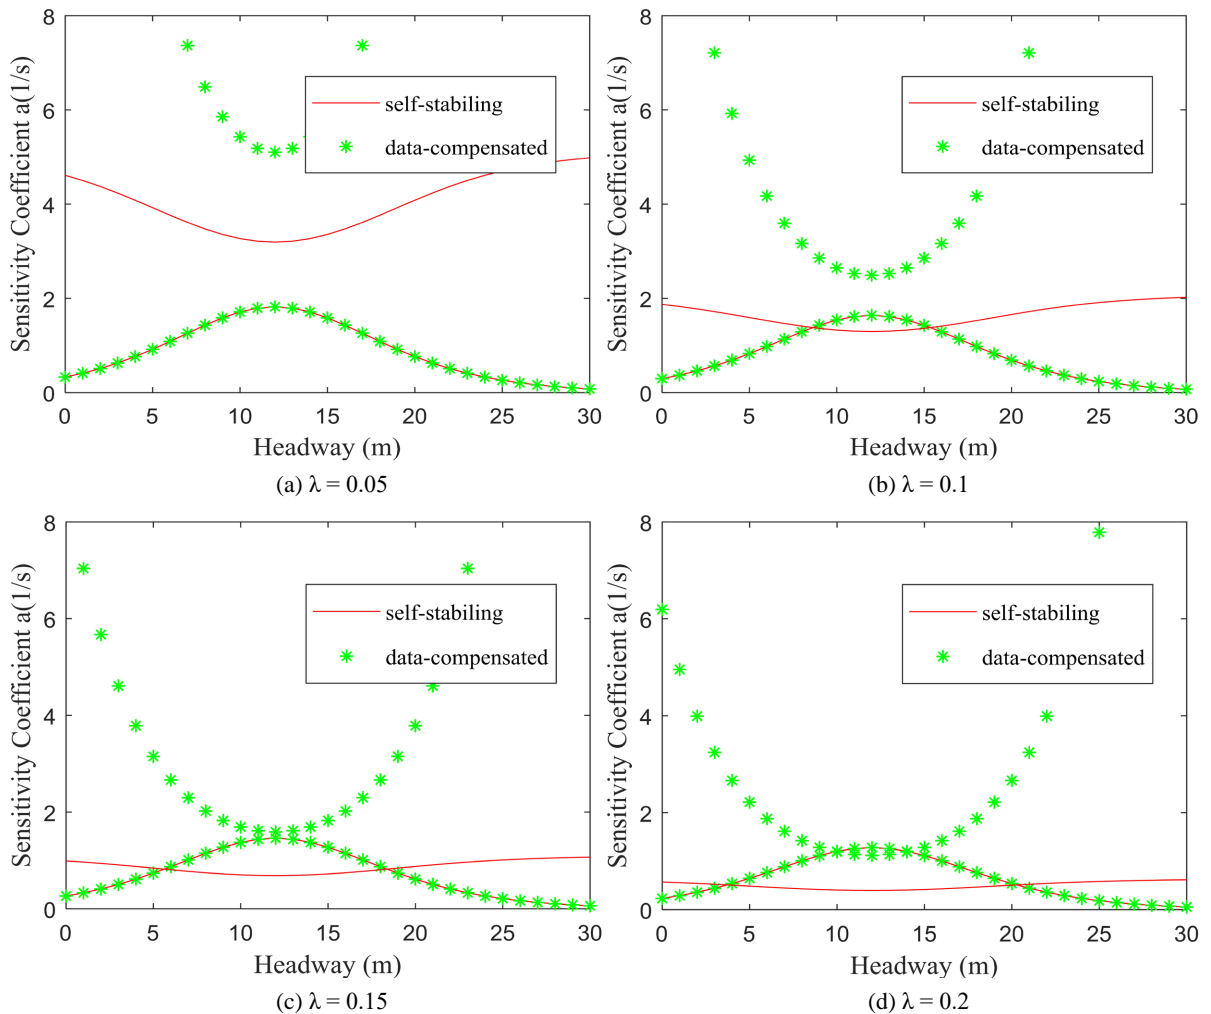 8
6
4
2
0
Sensitivity Coefficient a(1/s)
self-stabiling
data-compensated
0 5 10 15 20 25 30
Headway (m)
(a) λ = 0.05
8
6
4
2
0
Sensitivity Coefficient a(1/s)
self-stabiling
data-compensated
0 5 10 15 20 25 30
Headway (m)
(b) λ = 0.1
8
6
4
2
0
Sensitivity Coefficient a(1/s)
self-stabiling
data-compensated
0 5 10 15 20 25 30
Headway (m)
(c) λ = 0.15
8
6
4
2
0
Sensitivity Coefficient a(1/s)
self-stabiling
data-compensated
0 5 10 15 20 25 30
Headway (m)
(d) λ = 0.2